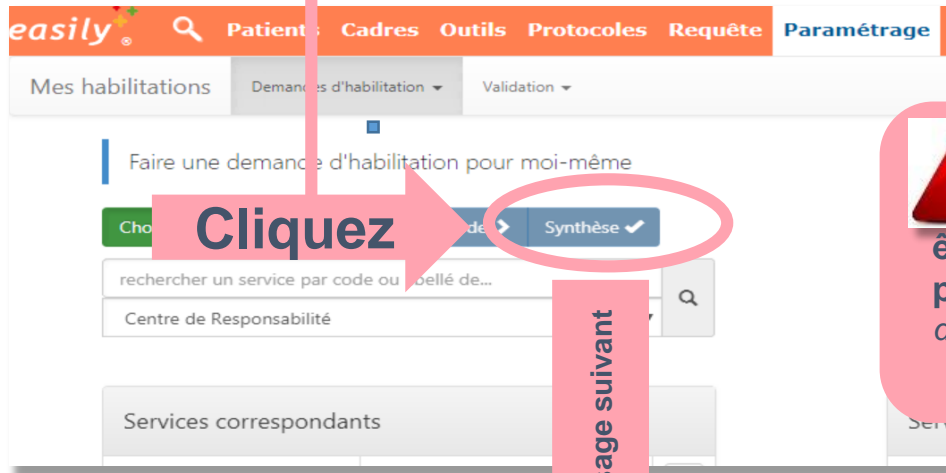 easily Patients Cadres Outils Protocoles Requête Paramétrage
Mes habilitations Demandes d'habilitation Validation
Faire une demande d'habilitation pour moi-même
Cliquez
Synthèse
rechercher un service par code ou libellé de...
Centre de Responsabilité
suivant
Services correspondants